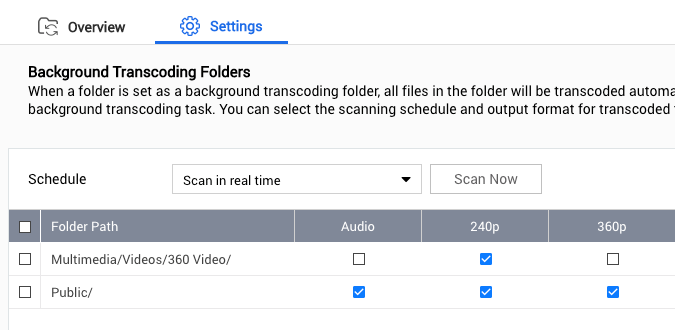 Overview
Settings
Background Transcoding Folders
When a folder is set as a background transcoding folder, all files in the folder will be transcoded
background transcoding task. You can select the scanning schedule and output format for transcoded
Schedule
Scan in real time
Scan Now
Folder Path Audio 240p 360p
Multimedia/Videos/360 Video/
Public/